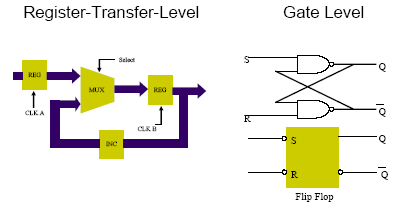 Register-Transfer-Level
Gate Level
Select
REG
MUX
REG
CLK A
CLK B
INC
S
Q
R
Q
S
Q
R
Q
Flip Flop